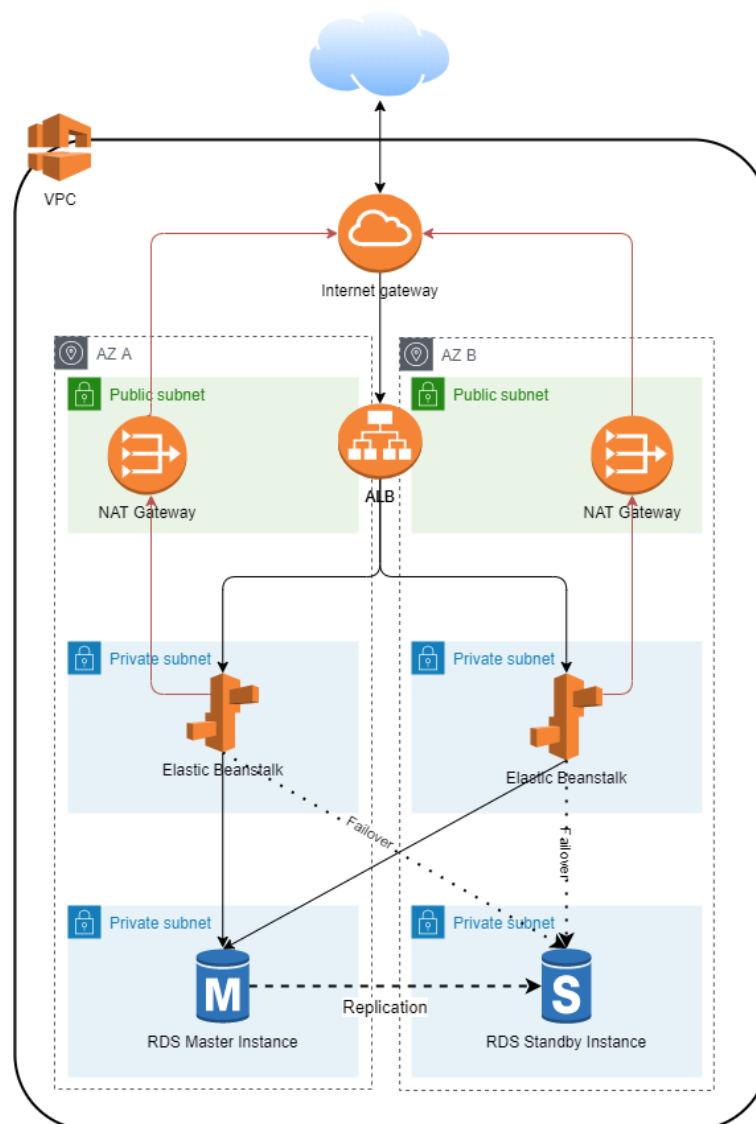 VPC
Internet gateway
AZ A
AZ B
Public subnet
Public subnet
NAT Gateway
ALB
NAT Gateway
Private subnet
Private subnet
Elastic Beanstalk
Elastic Beanstalk
Failover
Failover
Private subnet
Private subnet
M
S
Replication
RDS Master Instance
RDS Standby Instance